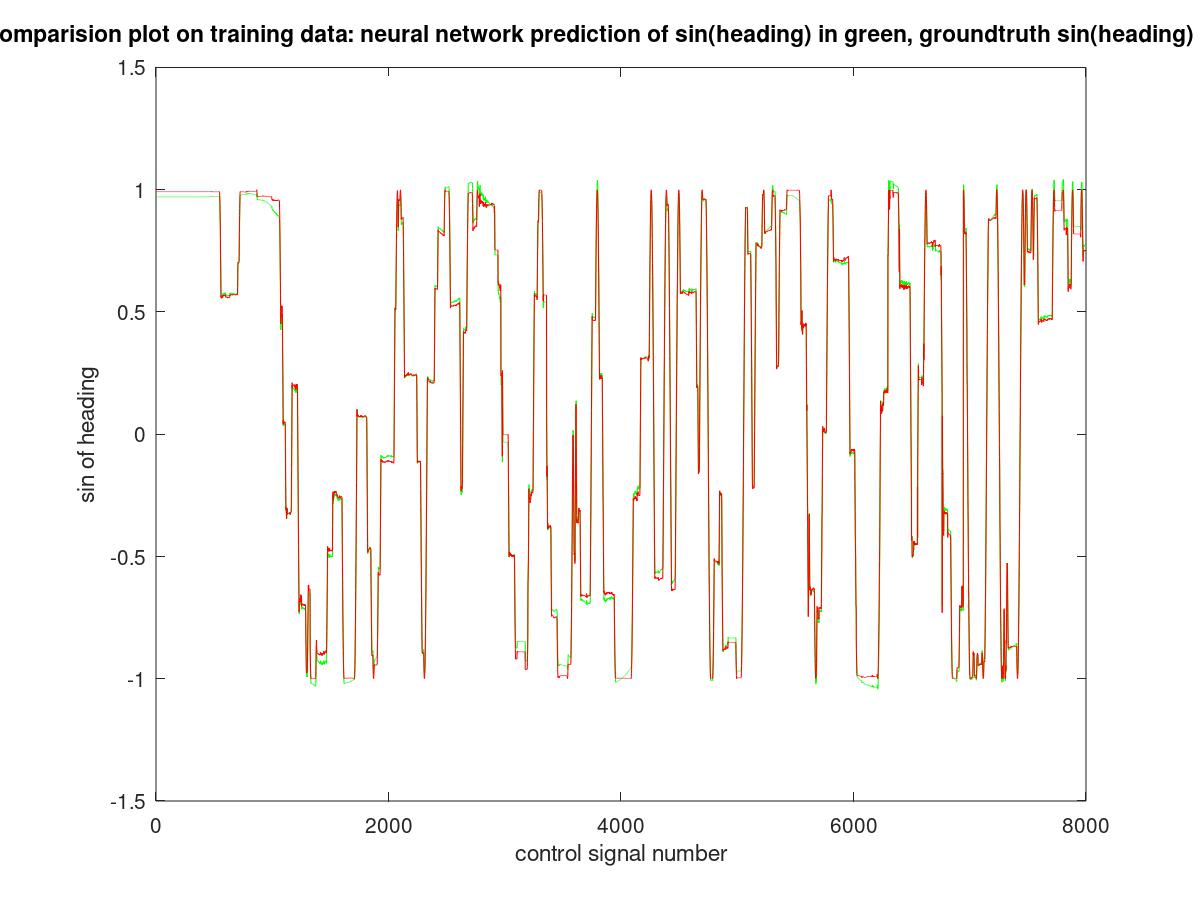 omparision plot on training data: neural network prediction of sin(heading) in green, groundtruth sin(heading)
1.5
1
0.5
0
-0.5
-1
-1.5
sin of heading
0 2000 4000 6000 8000
control signal number